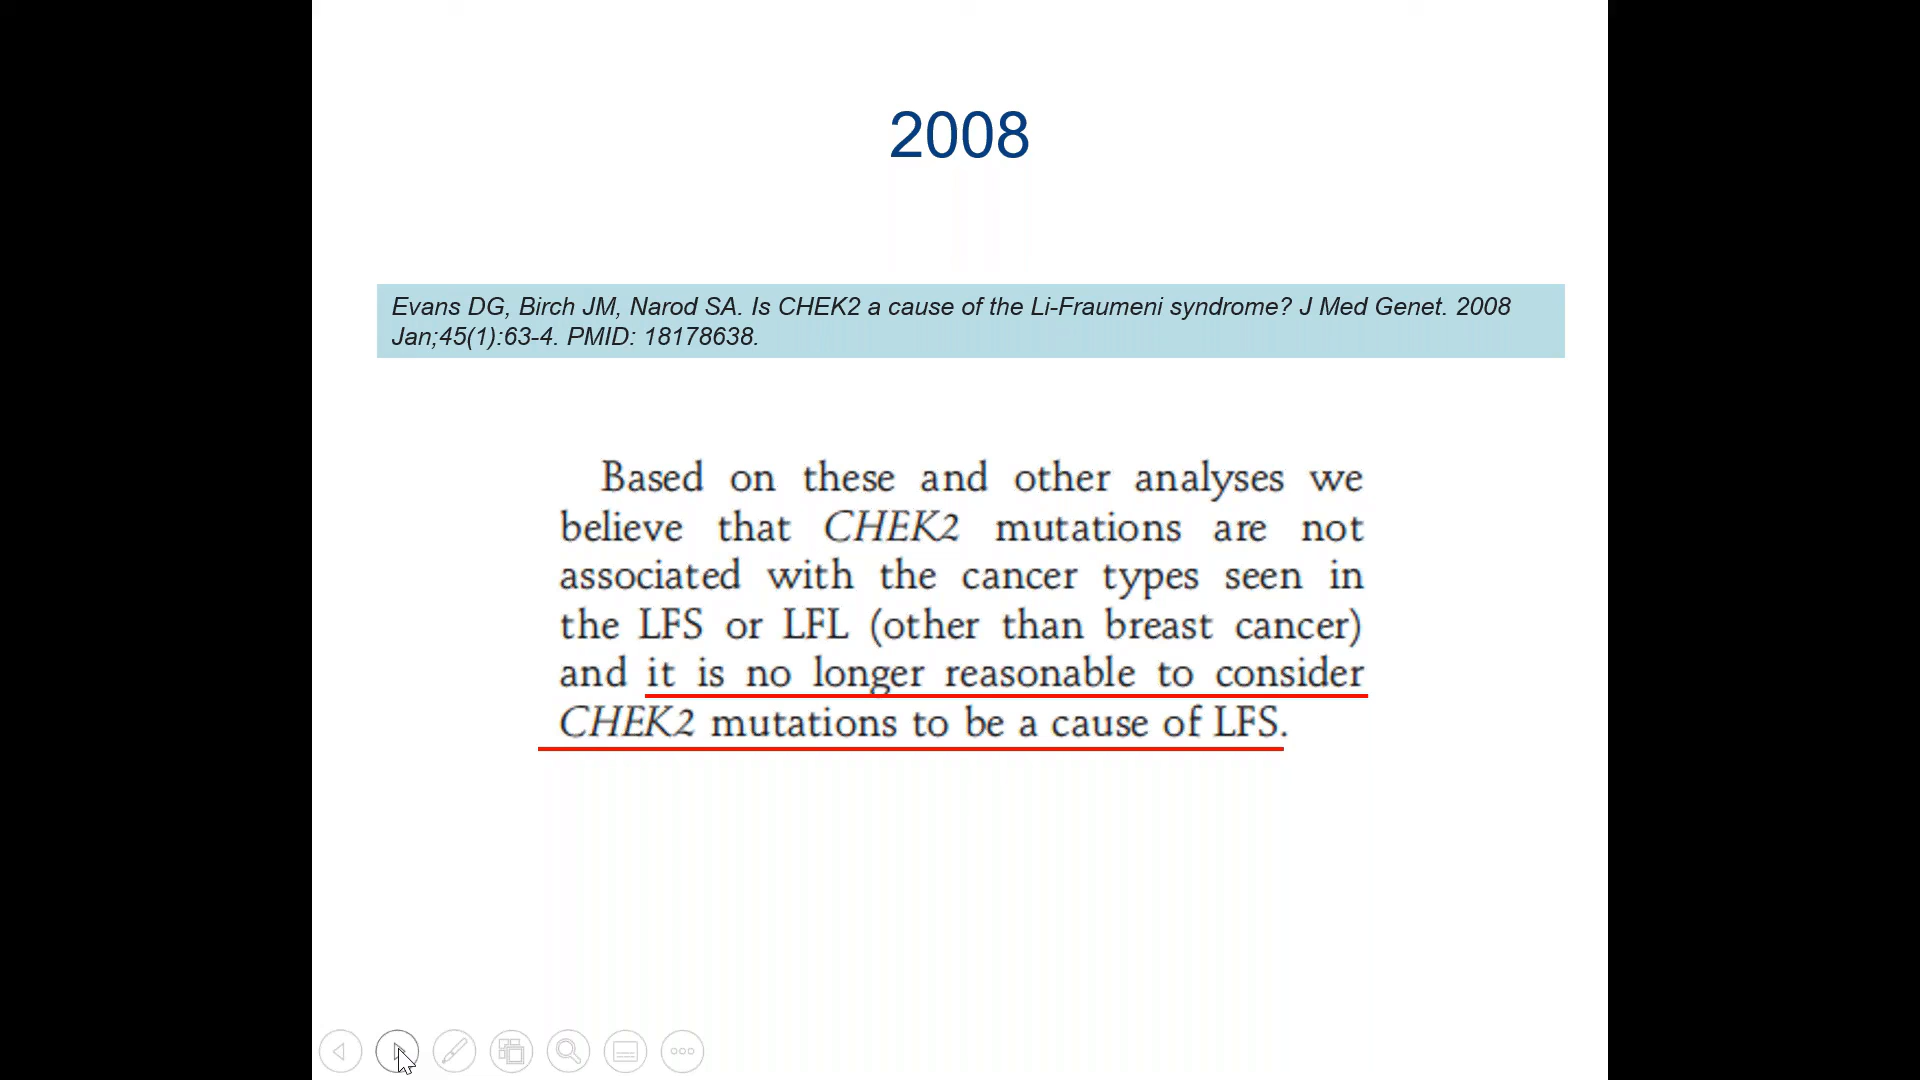 2008
Evans DG, Birch JM, Narod SA. Is CHEK2 a cause of the Li-Fraumeni syndrome? J Med Genet. 2008
Jan;45(1):63-4. PMID: 18178638.
Based on these and other analyses we
believe that CHEK2 mutations are not
associated with the cancer types seen in
the LFS or LFL (other than breast cancer)
and it is no longer reasonable to consider
CHEK2 mutations to be a cause of LFS.